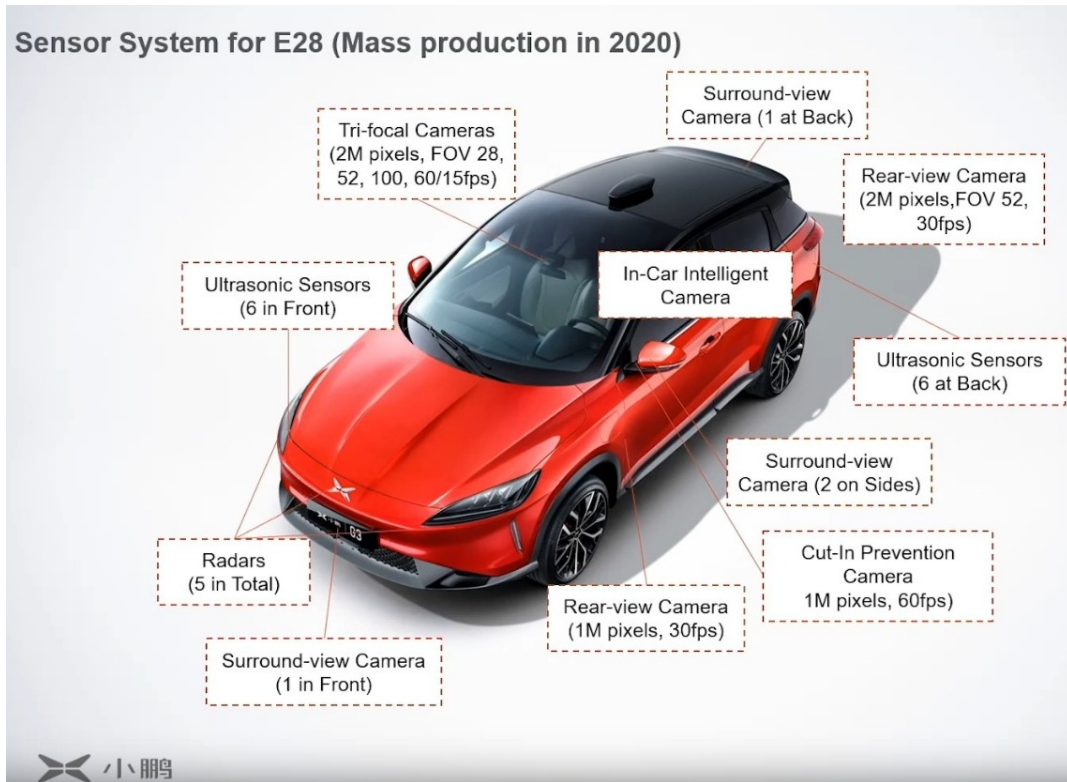 Sensor System for E28 (Mass production in 2020)
Surround-view
Camera (1 at Back)
Tri-focal Cameras
(2M pixels, FOV 28,
52, 100, 60/15fps)
Rear-view Camera
(2M pixels,FOV 52,
30fps)
In-Car Intelligent
Camera
Ultrasonic Sensors
(6 in Front)
Ultrasonic Sensors
(6 at Back)
Surround-view
Camera (2 on Sides)
Radars
(5 in Total)
Cut-In Prevention
Camera
1M pixels, 60fps)
Rear-view Camera
(1M pixels, 30fps)
Surround-view Camera
(1 in Front)
小鹏